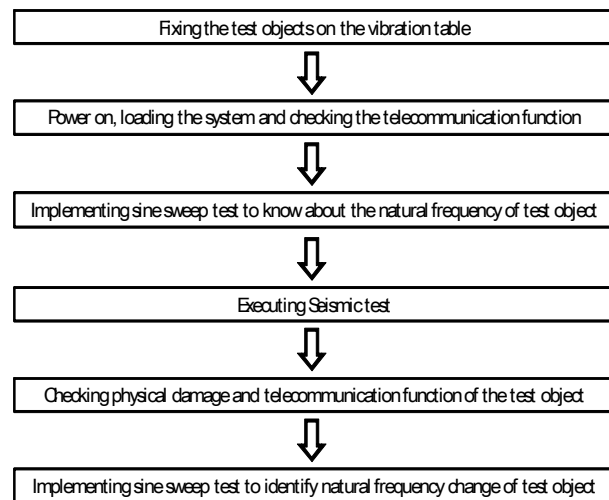 Fixing the test objects on the vibration table
Power on, loading the system and checking the telecommunication function
Implementing sine sweep test to know about the natural frequency of test object
Executing Seismic test
Checking physical damage and telecommunication function of the test object
Implementing sine sweep test to identify natural frequency change of test object